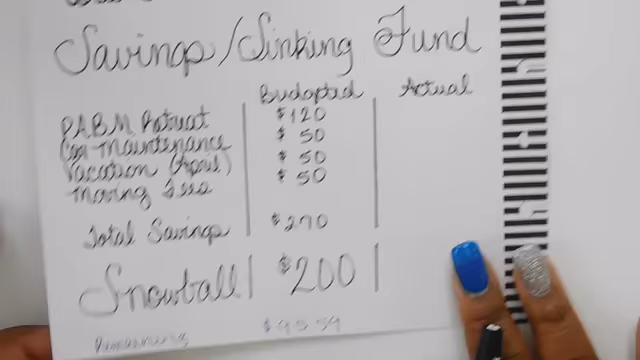 Savings/Sinking Fund
Budgeted Actual
P.A.B.M. Retreat $120
Car Maintenance $ 50
Vacation (April) $ 50
Moving Fees $ 50
Total Savings $270
Snowball $200
Remaining